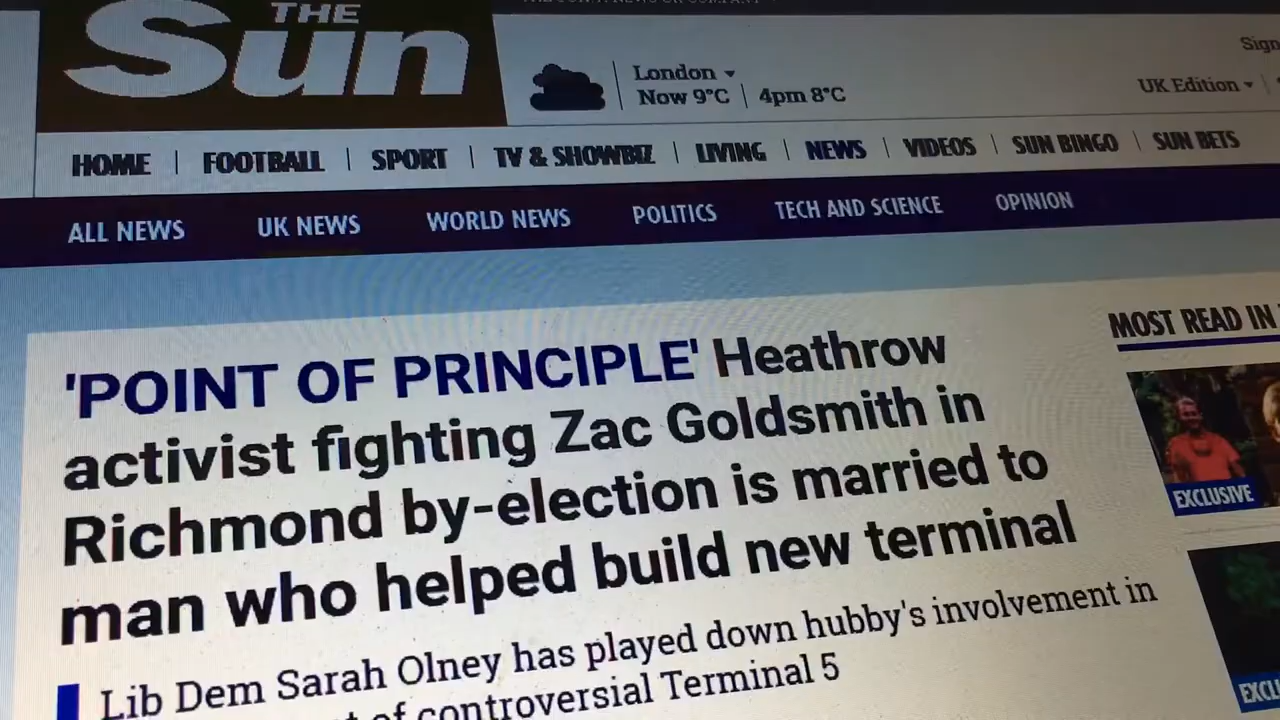 THE
Sun
London
Now 9°C | 4pm 8°C
Sign
UK Edition
HOME | FOOTBALL | SPORT | TV & SHOWBIZ | LIVING | NEWS | VIDEOS | SUN BINGO | SUN BETS
ALL NEWS UK NEWS WORLD NEWS POLITICS TECH AND SCIENCE OPINION
'POINT OF PRINCIPLE' Heathrow
activist fighting Zac Goldsmith in
Richmond by-election is married to
man who helped build new terminal
Lib Dem Sarah Olney has played down hubby's involvement in
of controversial Terminal 5
MOST READ IN
EXCLUSIVE
EXCLU